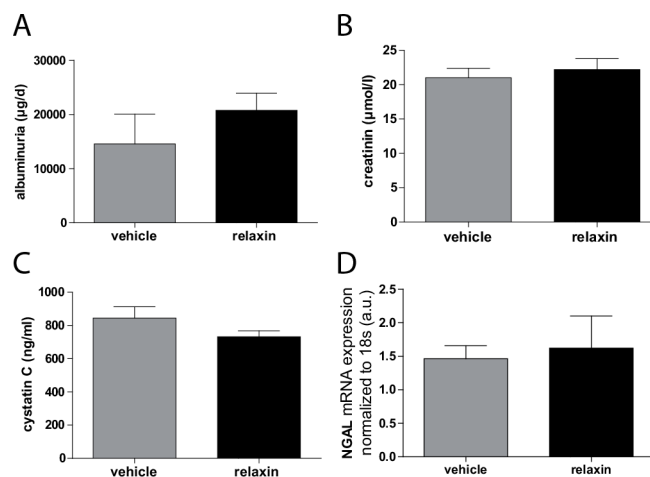 A
albuminuria (µg/d)
30000
20000
10000
0
vehicle
relaxin
B
creatinin (µmol/l)
25
20
15
10
5
0
vehicle
relaxin
C
cystatin C (ng/ml)
1000
800
600
400
200
0
vehicle
relaxin
D
NGAL mRNA expression
normalized to 18s (a.u.)
2.5
2.0
1.5
1.0
0.5
0.0
vehicle
relaxin